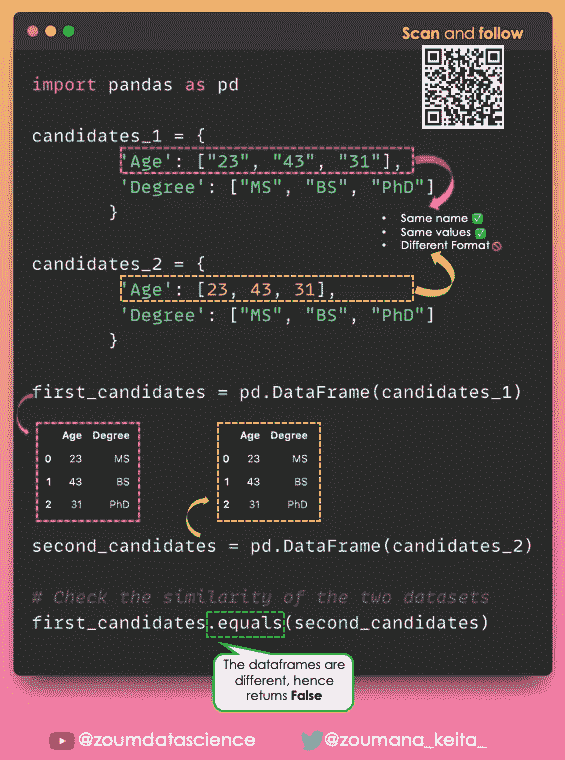 Scan and follow
import pandas as pd
candidates_1 = {
'Age': ["23", "43", "31"],
'Degree': ["MS", "BS", "PhD"]
}
• Same name ✅
• Same values ✅
• Different Format🚫
candidates_2 = {
'Age': [23, 43, 31],
'Degree': ["MS", "BS", "PhD"]
}
first_candidates = pd.DataFrame(candidates_1)
Age Degree
0 23 MS
1 43 BS
2 31 PhD
Age Degree
0 23 MS
1 43 BS
2 31 PhD
second_candidates = pd.DataFrame(candidates_2)
# Check the similarity of the two datasets
first_candidates.equals(second_candidates)
The dataframes are
different, hence
returns False
@zoumdatascience
@zoumana_keita_